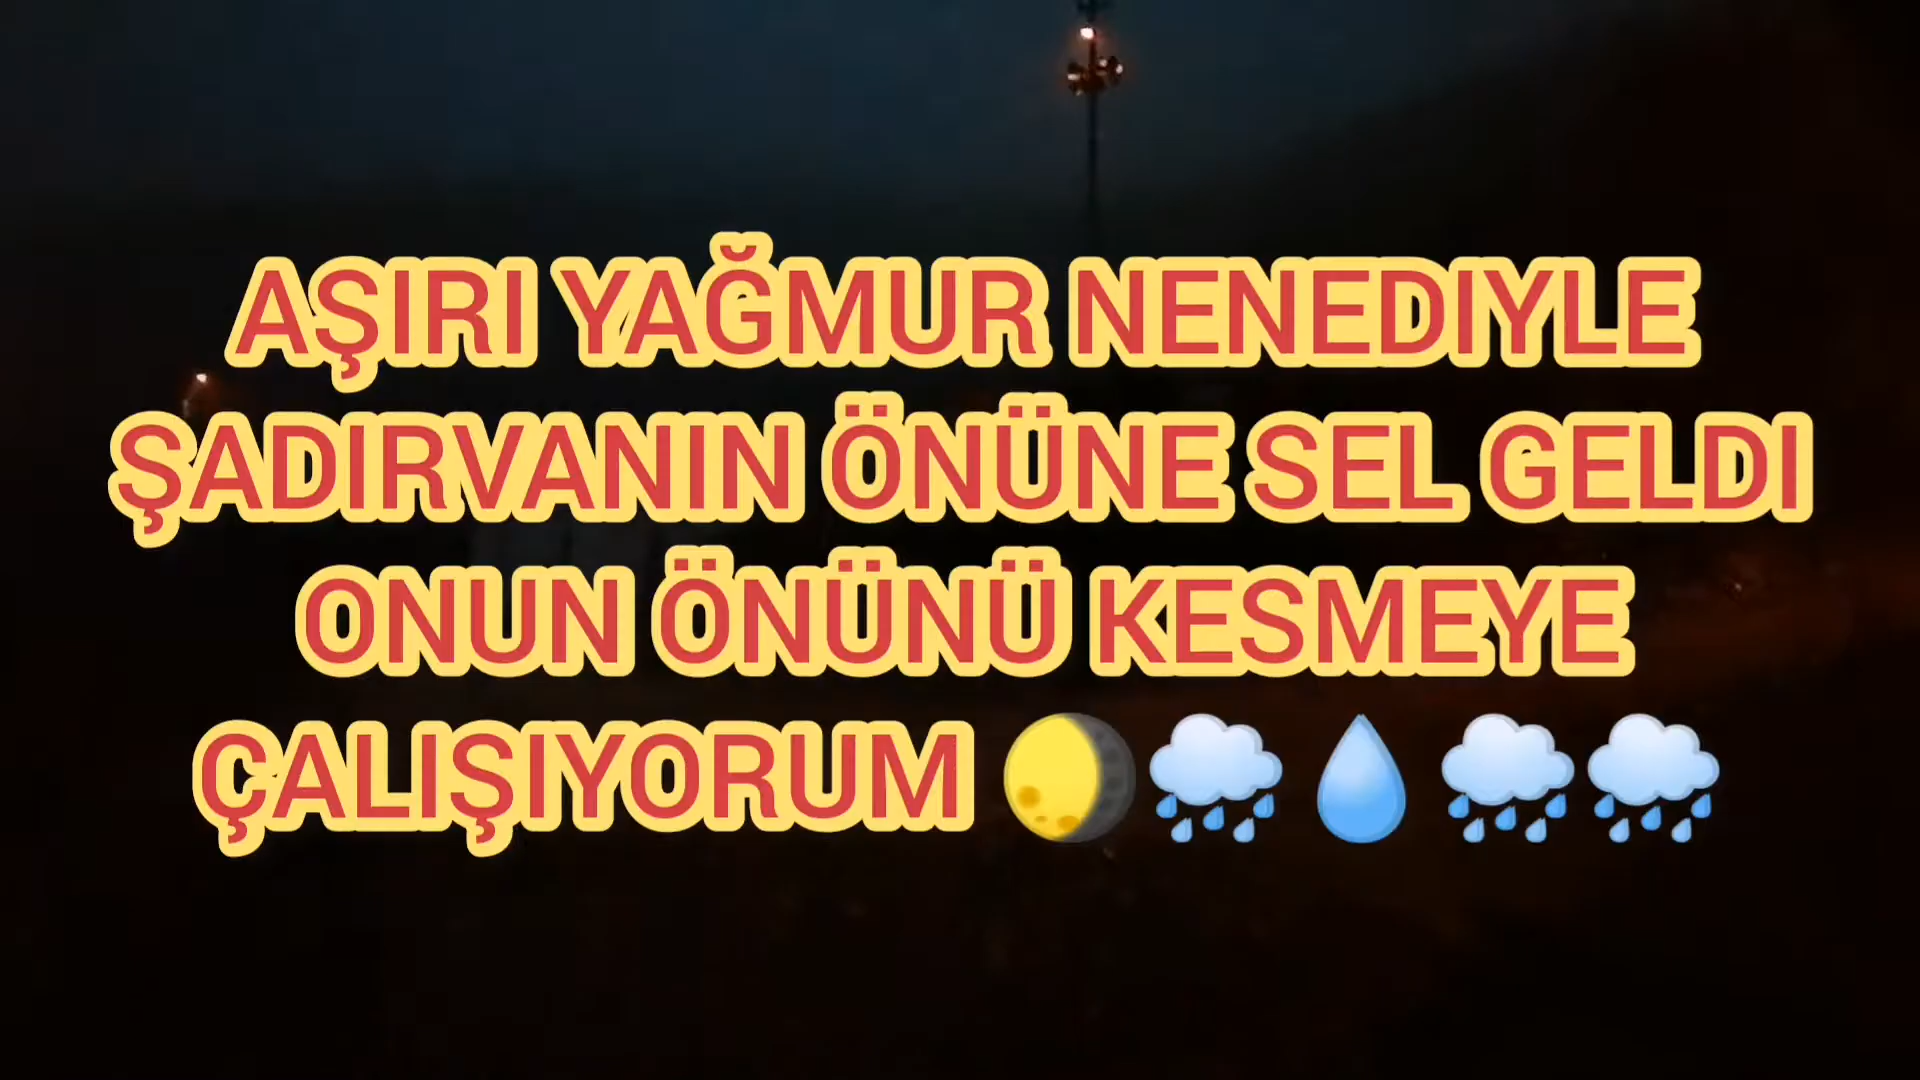 AŞIRI YAĞMUR NENEDIYLE
ŞADIRVANIN ÖNÜNE SEL GELDI
ONUN ÖNÜNÜ KESMEYE
ÇALIŞIYORUM 🌖🌧️💧🌧️🌧️